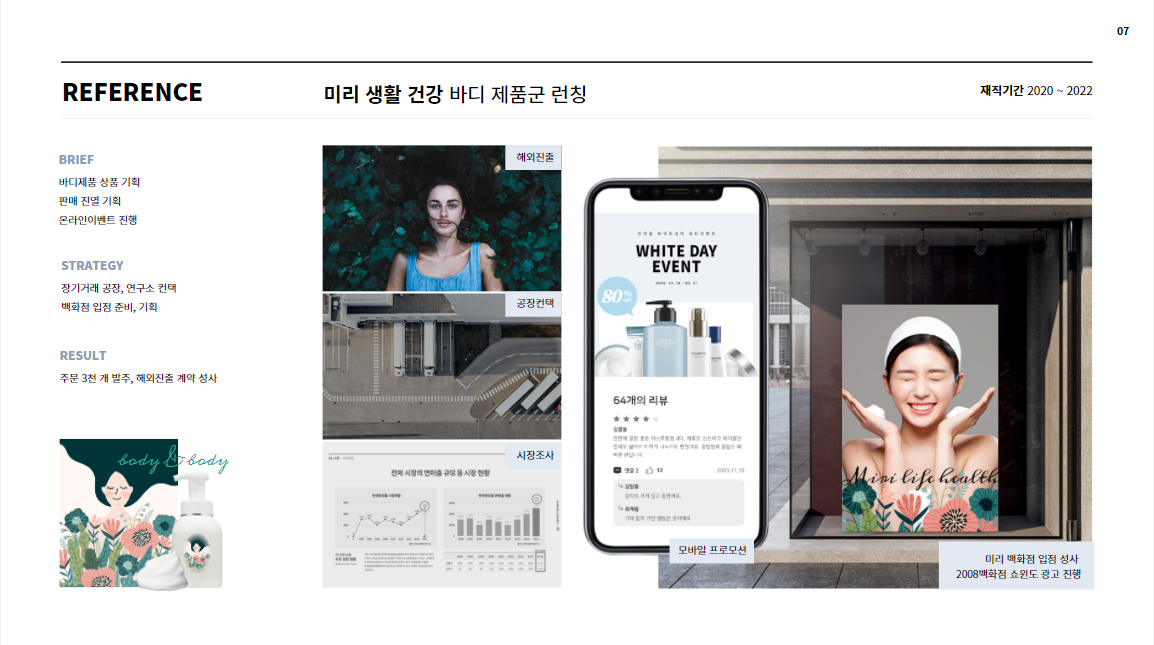 07
REFERENCE
미리 생활 건강 바디 제품군 런칭
재직기간 2020 ~ 2022
BRIEF
바디제품 상품 기획
판매 진열 기획
온라인이벤트 진행
STRATEGY
장기거래 공장, 연구소 컨택
백화점 입점 준비, 기획
RESULT
주문 3천 개 발주, 해외진출 계약 성사
body & body
해외진출
공장컨택
시장조사
전체 시장의 연매출 규모 등 시장 현황
WHITE DAY
EVENT
80%
64개의 리뷰
댓글 2 12 2020.11.10
모바일 프로모션
Miri life health
미리 백화점 입점 성사
2008백화점 쇼윈도 광고 진행